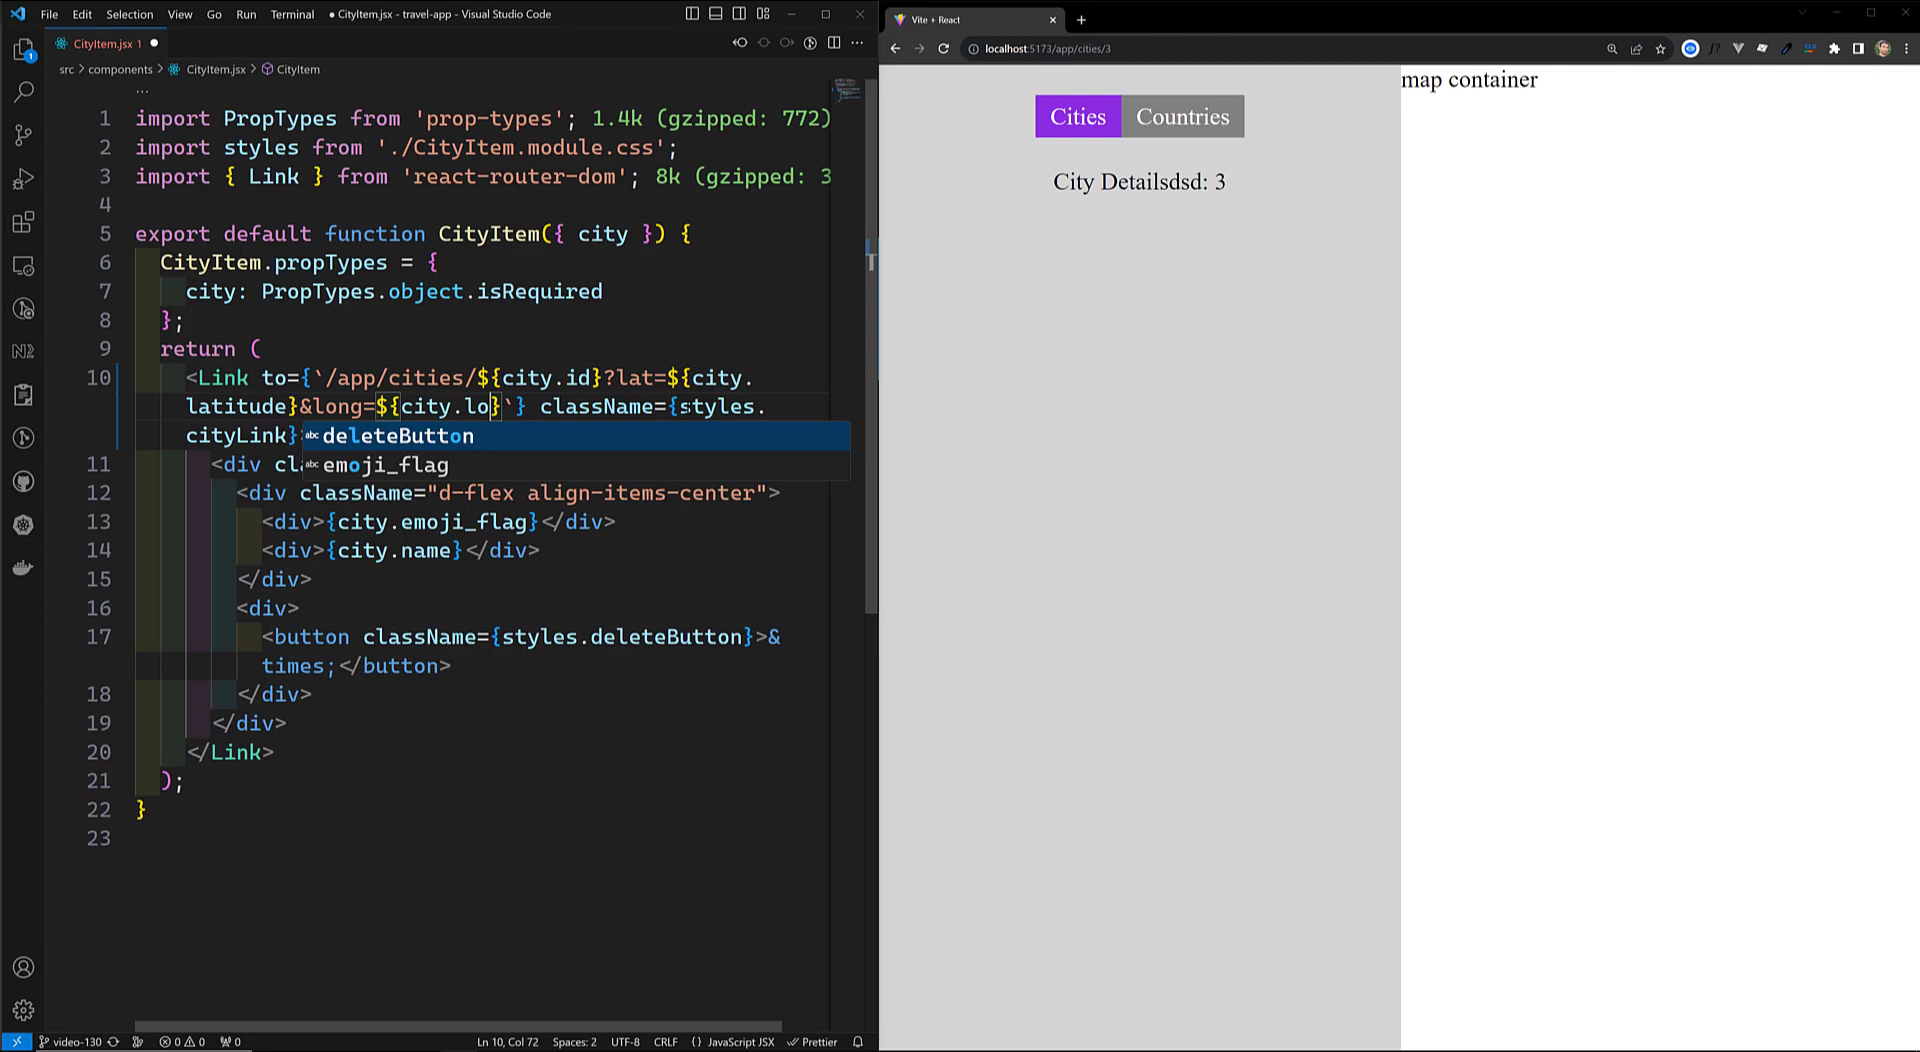 File Edit Selection View Go Run Terminal ● CityItem.jsx - travel-app - Visual Studio Code
CityItem.jsx 1 ●
src > components > CityItem.jsx > CityItem
...
1 import PropTypes from 'prop-types'; 1.4k (gzipped: 772)
2 import styles from './CityItem.module.css';
3 import { Link } from 'react-router-dom'; 8k (gzipped: 3
4
5 export default function CityItem({ city }) {
6 CityItem.propTypes = {
7 city: PropTypes.object.isRequired
8 };
9 return (
10 <Link to={`/app/cities/${city.id}?lat=${city.
latitude}&long=${city.lo}`} className={styles.
cityLink}
abc deleteButton
11 <div cl
abc emoji_flag
12 <div className="d-flex align-items-center">
13 <div>{city.emoji_flag}</div>
14 <div>{city.name}</div>
15 </div>
16 <div>
17 <button className={styles.deleteButton}>&
times;</button>
18 </div>
19 </div>
20 </Link>
21 );
22 }
23
1
video-130 0 0 0 Ln 10, Col 72 Spaces: 2 UTF-8 CRLF {} JavaScript JSX Prettier
Vite + React
localhost:5173/app/cities/3
Cities Countries
City Detailsdsd: 3
map container